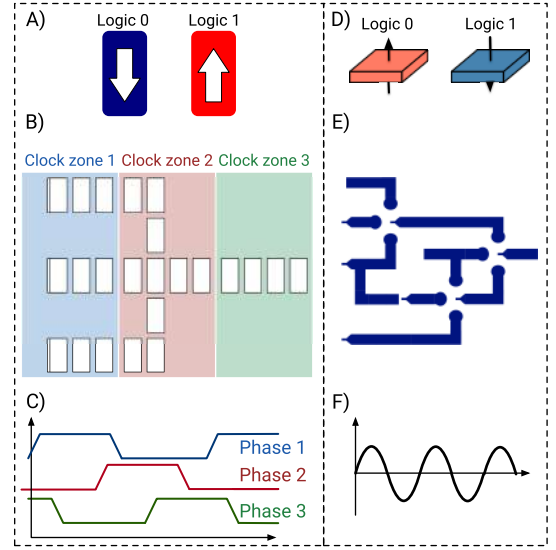 A)
Logic 0
Logic 1
B)
Clock zone 1
Clock zone 2
Clock zone 3
C)
Phase 1
Phase 2
Phase 3
D)
Logic 0
Logic 1
E)
F)